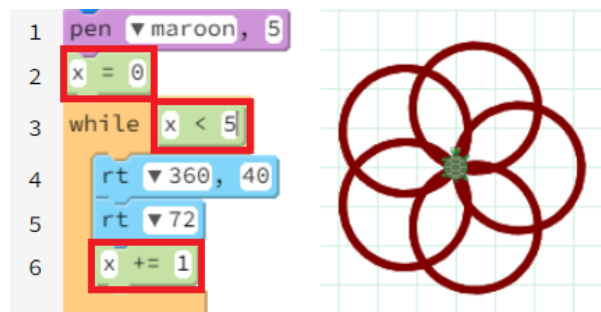 1 pen ▼maroon, 5
2 x = 0
3 while x < 5
4 rt ▼360, 40
5 rt ▼72
6 x += 1